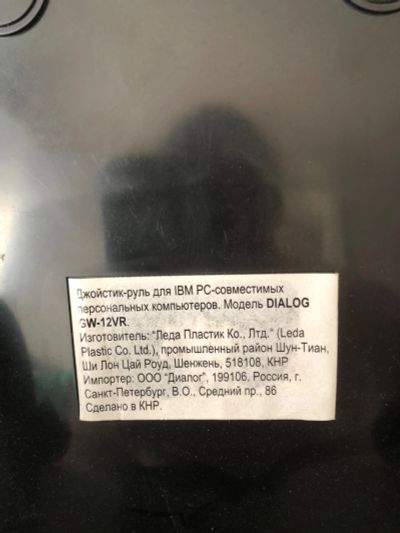 Джойстик-руль для IBM PC-совместимых
персональных компьютеров. Модель DIALOG
GW-12VR.
Изготовитель: "Леда Пластик Ко., Лтд." (Leda
Plastic Co. Ltd.), промышленный район Шун-Тиан,
Ши Лон Цай Роуд, Шенжень, 518108, КНР
Импортер: ООО "Диалог", 199106, Россия, г.
Санкт-Петербург, В.О., Средний пр., 86
Сделано в КНР.